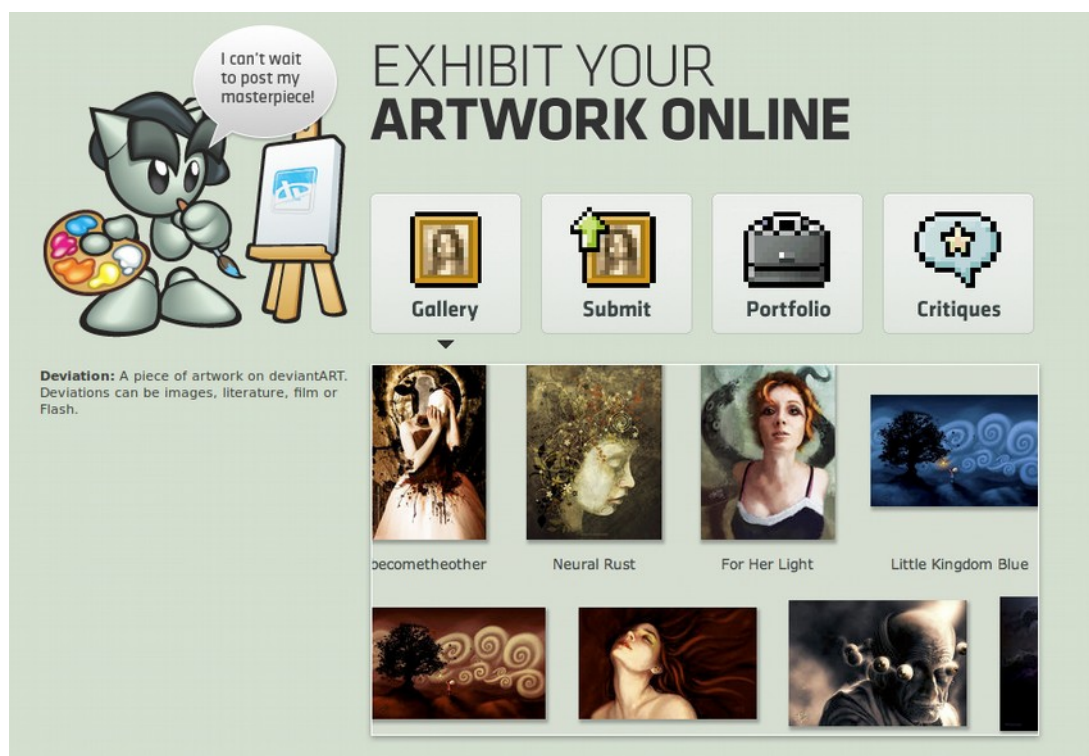 I can't wait
to post my
masterpiece!
EXHIBIT YOUR
ARTWORK ONLINE
Gallery
Submit
Portfolio
Critiques
Deviation: A piece of artwork on deviantART.
Deviations can be images, literature, film or
Flash.
becometheother
Neural Rust
For Her Light
Little Kingdom Blue